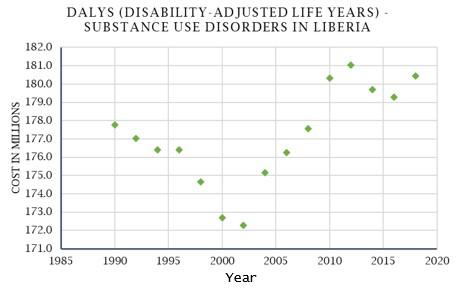 DALYS (DISABILITY-ADJUSTED LIFE YEARS) -
SUBSTANCE USE DISORDERS IN LIBERIA
COST IN MILLIONS
182.0
181.0
180.0
179.0
178.0
177.0
176.0
175.0
174.0
173.0
172.0
171.0
1985 1990 1995 2000 2005 2010 2015 2020
Year